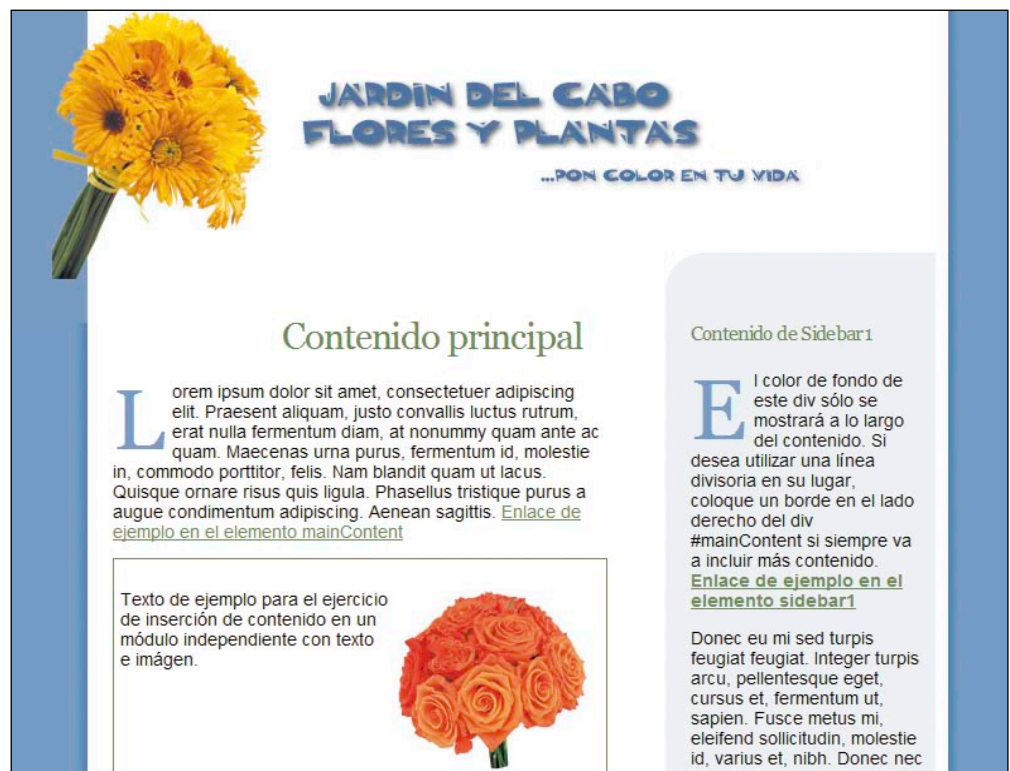 JARDIN DEL CABO
FLORES Y PLANTAS
...PON COLOR EN TU VIDA
Contenido principal
Lorem ipsum dolor sit amet, consectetuer adipiscing
elit. Praesent aliquam, justo convallis luctus rutrum,
erat nulla fermentum diam, at nonummy quam ante ac
quam. Maecenas urna purus, fermentum id, molestie
in, commodo porttitor, felis. Nam blandit quam ut lacus.
Quisque ornare risus quis ligula. Phasellus tristique purus a
augue condimentum adipiscing. Aenean sagittis. Enlace de
ejemplo en el elemento mainContent
Texto de ejemplo para el ejercicio
de inserción de contenido en un
módulo independiente con texto
e imágen.
Contenido de Sidebar1
El color de fondo de
este div sólo se
mostrará a lo largo
del contenido. Si
desea utilizar una línea
divisoria en su lugar,
coloque un borde en el lado
derecho del div
#mainContent si siempre va
a incluir más contenido.
Enlace de ejemplo en el
elemento sidebar1
Donec eu mi sed turpis
feugiat feugiat. Integer turpis
arcu, pellentesque eget,
cursus et, fermentum ut,
sapien. Fusce metus mi,
eleifend sollicitudin, molestie
id, varius et, nibh. Donec nec